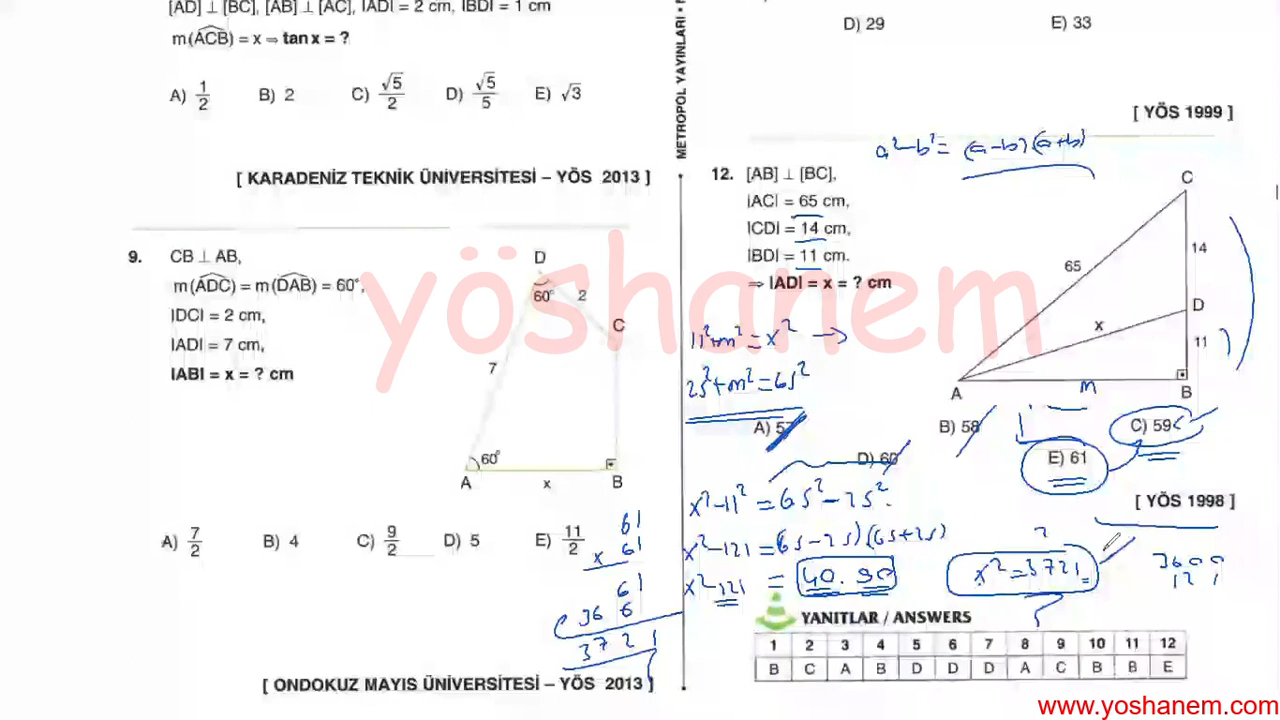 [AD] ⊥ [BC], [AB] ⊥ [AC], |AD| = 2 cm, |BD| = 1 cm
m(ACB) = x ⇒ tan x = ?
A) 1/2 B) 2 C) √5/2 D) √5/5 E) √3
[ KARADENİZ TEKNİK ÜNİVERSİTESİ – YÖS 2013 ]
9. CB ⊥ AB,
m(ADC) = m(DAB) = 60°,
|DC| = 2 cm,
|AD| = 7 cm,
|AB| = x = ? cm
D
60° 2
C
7
60°
A x B
A) 7/2 B) 4 C) 9/2 D) 5 E) 11/2
61
x 61
61
366
3721
[ ONDOKUZ MAYIS ÜNİVERSİTESİ – YÖS 2013 ]
METROPOL YAYINLARI •
D) 29 E) 33
[ YÖS 1999 ]
a²-b² = (a-b)(a+b)
12. [AB] ⊥ [BC],
|AC| = 65 cm,
|CD| = 14 cm,
|BD| = 11 cm.
⇒ |AD| = x = ? cm
C
14
65
D
x
11
A m B
11²+m² = x² →
25²+m² = 65²
A) 57 B) 58 C) 59
D) 60 E) 61
[ YÖS 1998 ]
x²-11² = 65²-25²
x²-121 = (65-25)(65+25)
x²-121 = 40.90
x² = 3721
3600
121
YANITLAR / ANSWERS
1 2 3 4 5 6 7 8 9 10 11 12
B C A B D D D A C B B E
yöshanem
www.yoshanem.com